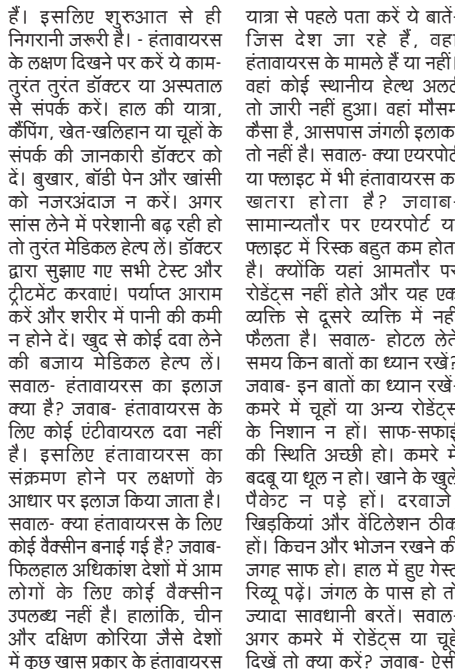 हैं। इसलिए शुरुआत से ही
निगरानी जरूरी है। - हंतावायरस
के लक्षण दिखने पर करें ये काम-
तुरंत तुरंत डॉक्टर या अस्पताल
से संपर्क करें। हाल की यात्रा,
कैंपिंग, खेत-खलिहान या चूहों के
संपर्क की जानकारी डॉक्टर को
दें। बुखार, बॉडी पेन और खांसी
को नजरअंदाज न करें। अगर
सांस लेने में परेशानी बढ़ रही हो
तो तुरंत मेडिकल हेल्प लें। डॉक्टर
द्वारा सुझाए गए सभी टेस्ट और
ट्रीटमेंट करवाएं। पर्याप्त आराम
करें और शरीर में पानी की कमी
न होने दें। खुद से कोई दवा लेने
की बजाय मेडिकल हेल्प लें।
सवाल- हंतावायरस का इलाज
क्या है? जवाब- हंतावायरस के
लिए कोई एंटीवायरल दवा नहीं
है। इसलिए हंतावायरस का
संक्रमण होने पर लक्षणों के
आधार पर इलाज किया जाता है।
सवाल- क्या हंतावायरस के लिए
कोई वैक्सीन बनाई गई है? जवाब-
फिलहाल अधिकांश देशों में आम
लोगों के लिए कोई वैक्सीन
उपलब्ध नहीं है। हालांकि, चीन
और दक्षिण कोरिया जैसे देशों
में कुछ खास प्रकार के हंतावायरस
यात्रा से पहले पता करें ये बातें-
जिस देश जा रहे हैं, वहां
हंतावायरस के मामले हैं या नहीं।
वहां कोई स्थानीय हेल्थ अलर्ट
तो जारी नहीं हुआ। वहां मौसम
कैसा है, आसपास जंगली इलाका
तो नहीं है। सवाल- क्या एयरपोर्ट
या फ्लाइट में भी हंतावायरस का
खतरा होता है? जवाब-
सामान्यतौर पर एयरपोर्ट या
फ्लाइट में रिस्क बहुत कम होता
है। क्योंकि यहां आमतौर पर
रोडेंट्स नहीं होते और यह एक
व्यक्ति से दूसरे व्यक्ति में नहीं
फैलता है। सवाल- होटल लेते
समय किन बातों का ध्यान रखें?
जवाब- इन बातों का ध्यान रखें-
कमरे में चूहों या अन्य रोडेंट्स
के निशान न हों। साफ-सफाई
की स्थिति अच्छी हो। कमरे में
बदबू या धूल न हो। खाने के खुले
पैकेट न पड़े हों। दरवाजे
खिड़कियां और वेंटिलेशन ठीक
हों। किचन और भोजन रखने की
जगह साफ हो। हाल में हुए गेस्ट
रिव्यू पढ़ें। जंगल के पास हो तो
ज्यादा सावधानी बरतें। सवाल-
अगर कमरे में रोडेंट्स या चूहे
दिखें तो क्या करें? जवाब- ऐसी